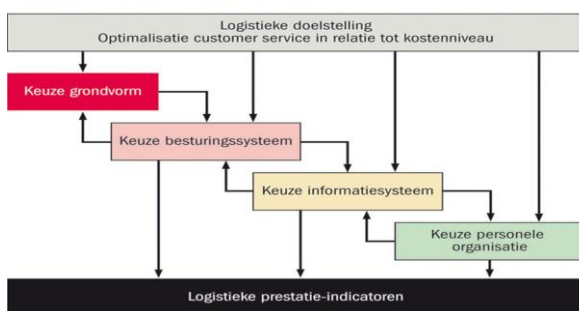 Logistieke doelstelling
Optimalisatie customer service in relatie tot kostenniveau
Keuze grondvorm
Keuze besturingssysteem
Keuze informatiesysteem
Keuze personele
organisatie
Logistieke prestatie-indicatoren